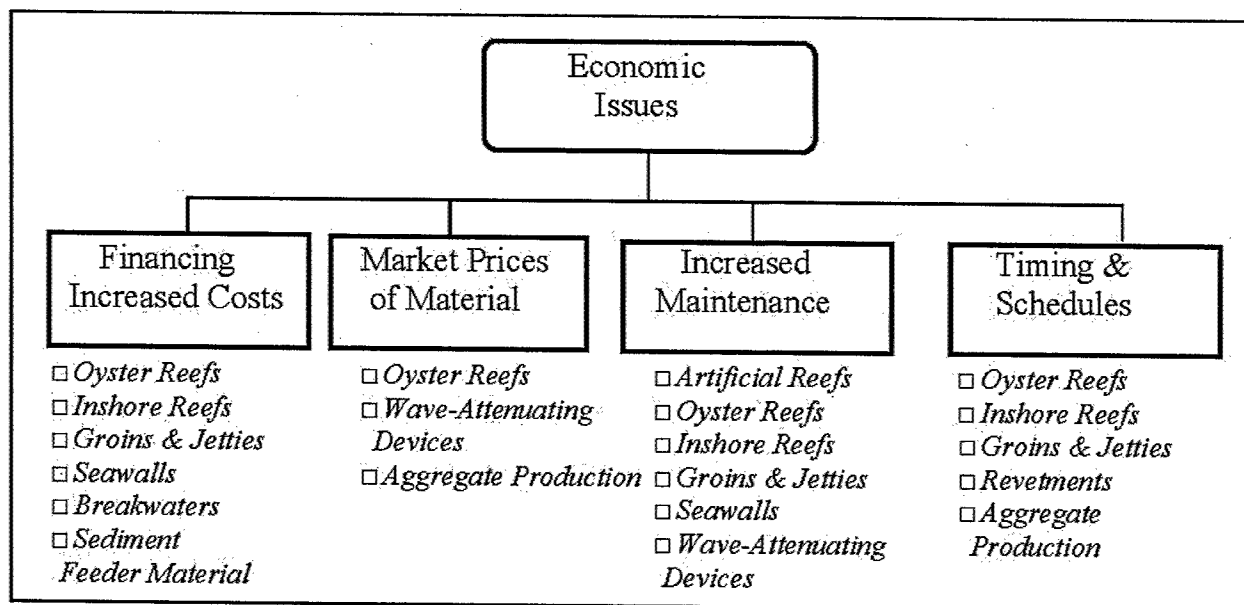 Economic
Issues
Financing
Increased Costs
□ Oyster Reefs
□ Inshore Reefs
□ Groins & Jetties
□ Seawalls
□ Breakwaters
□ Sediment
Feeder Material
Market Prices
of Material
□ Oyster Reefs
□ Wave-Attenuating
Devices
□ Aggregate Production
Increased
Maintenance
□ Artificial Reefs
□ Oyster Reefs
□ Inshore Reefs
□ Groins & Jetties
□ Seawalls
□ Wave-Attenuating
Devices
Timing &
Schedules
□ Oyster Reefs
□ Inshore Reefs
□ Groins & Jetties
□ Revetments
□ Aggregate
Production